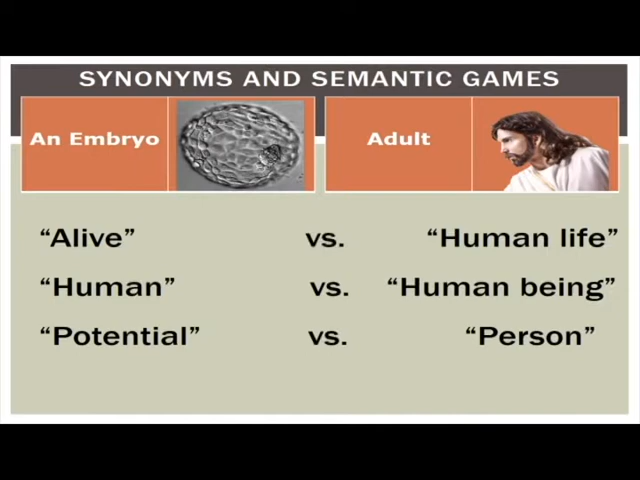 SYNONYMS AND SEMANTIC GAMES
An Embryo Adult
“Alive” vs. “Human life”
“Human” vs. “Human being”
“Potential” vs. “Person”